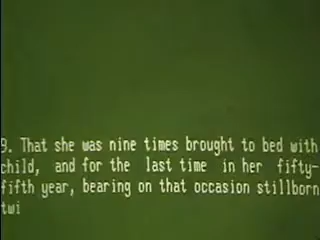 9. That she was nine times brought to bed with
child, and for the last time in her fifty-
fifth year, bearing on that occasion stillborn
twi